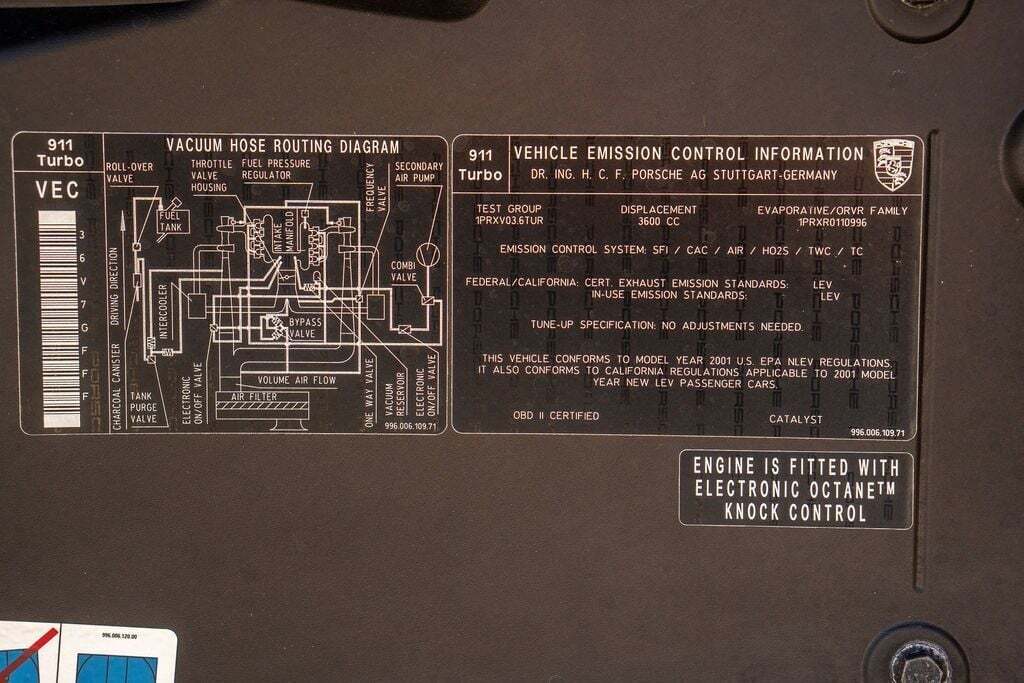 911
Turbo
VEC
3
6
V
7
G
F
F
F
VACUUM HOSE ROUTING DIAGRAM
ROLL-OVER
VALVE
THROTTLE
VALVE
HOUSING
FUEL PRESSURE
REGULATOR
FREQUENCY
VALVE
SECONDARY
AIR PUMP
FUEL
TANK
INTAKE
MANIFOLD
COMBI
VALVE
DRIVING DIRECTION
INTERCOOLER
BYPASS
VALVE
CHARCOAL CANISTER
TANK
PURGE
VALVE
ELECTRONIC
ON/OFF VALVE
VOLUME AIR FLOW
AIR FILTER
ONE WAY VALVE
VACUUM
RESERVOIR
ELECTRONIC
ON/OFF VALVE
996.006.109.71
911
Turbo
VEHICLE EMISSION CONTROL INFORMATION
DR. ING. H. C. F. PORSCHE AG STUTTGART-GERMANY
TEST GROUP DISPLACEMENT EVAPORATIVE/ORVR FAMILY
1PRXV03.6TUR 3600 CC 1PRXR0110996
EMISSION CONTROL SYSTEM: SFI / CAC / AIR / HO2S / TWC / TC
FEDERAL/CALIFORNIA: CERT. EXHAUST EMISSION STANDARDS: LEV
IN-USE EMISSION STANDARDS: LEV
TUNE-UP SPECIFICATION: NO ADJUSTMENTS NEEDED.
THIS VEHICLE CONFORMS TO MODEL YEAR 2001 U.S. EPA NLEV REGULATIONS.
IT ALSO CONFORMS TO CALIFORNIA REGULATIONS APPLICABLE TO 2001 MODEL
YEAR NEW LEV PASSENGER CARS.
OBD II CERTIFIED CATALYST
996.006.109.71
ENGINE IS FITTED WITH
ELECTRONIC OCTANE™
KNOCK CONTROL
996.006.120.00